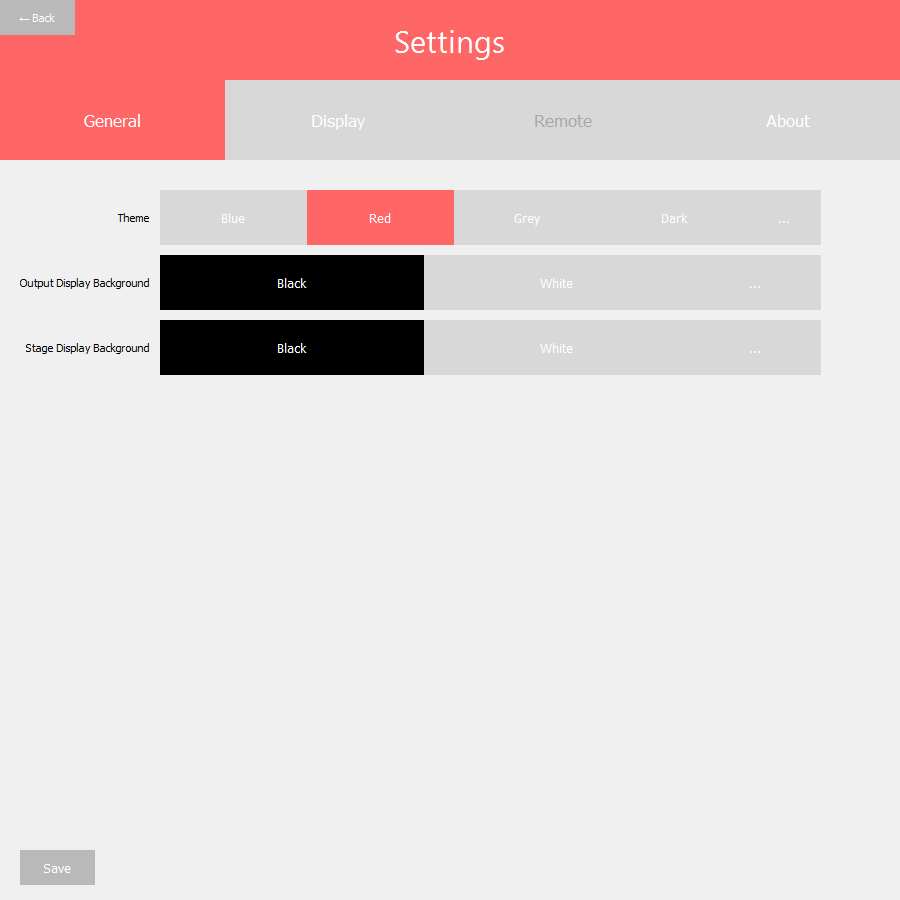 ←Back
Settings
General Display Remote About
Theme Blue Red Grey Dark ...
Output Display Background Black White ...
Stage Display Background Black White ...
Save